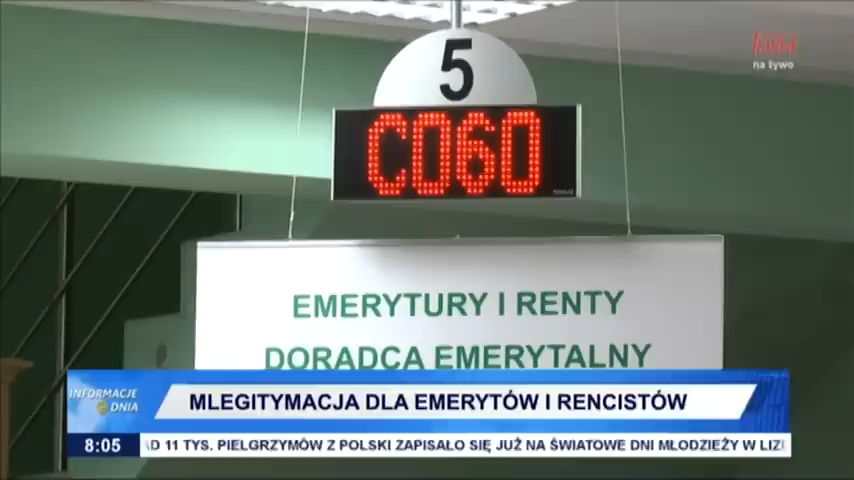 5
na żywo
C060
EMERYTURY I RENTY
DORADCA EMERYTALNY
INFORMACJE DNIA
MLEGITYMACJA DLA EMERYTÓW I RENCISTÓW
8:05
11 TYS. PIELGRZYMÓW Z POLSKI ZAPISAŁO SIĘ JUŻ NA ŚWIATOWE DNI MŁODZIEŻY W